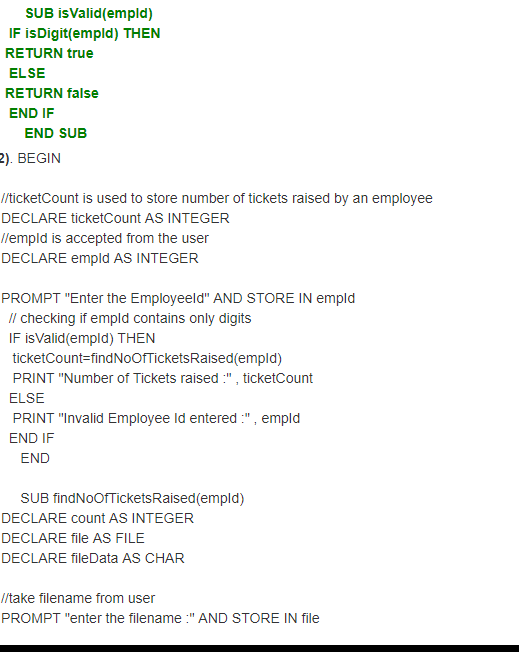 SUB isValid(empId)
IF isDigit(empId) THEN
RETURN true
ELSE
RETURN false
END IF
END SUB
2). BEGIN
//ticketCount is used to store number of tickets raised by an employee
DECLARE ticketCount AS INTEGER
//empId is accepted from the user
DECLARE empId AS INTEGER
PROMPT "Enter the EmployeeId" AND STORE IN empId
// checking if empId contains only digits
IF isValid(empId) THEN
ticketCount=findNoOfTicketsRaised(empId)
PRINT "Number of Tickets raised :" , ticketCount
ELSE
PRINT "Invalid Employee Id entered :" , empId
END IF
END
SUB findNoOfTicketsRaised(empId)
DECLARE count AS INTEGER
DECLARE file AS FILE
DECLARE fileData AS CHAR
//take filename from user
PROMPT "enter the filename :" AND STORE IN file